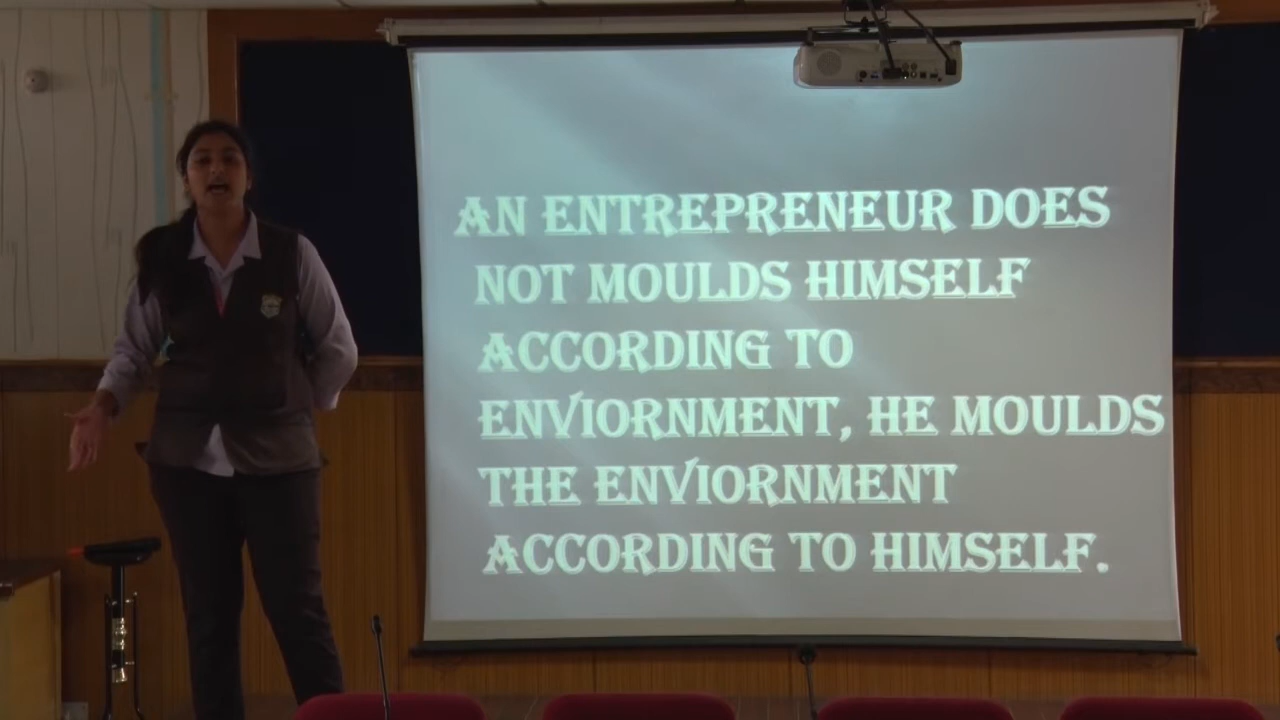 AN ENTREPRENEUR DOES
NOT MOULDS HIMSELF
ACCORDING TO
ENVIORNMENT, HE MOULDS
THE ENVIORNMENT
ACCORDING TO HIMSELF.